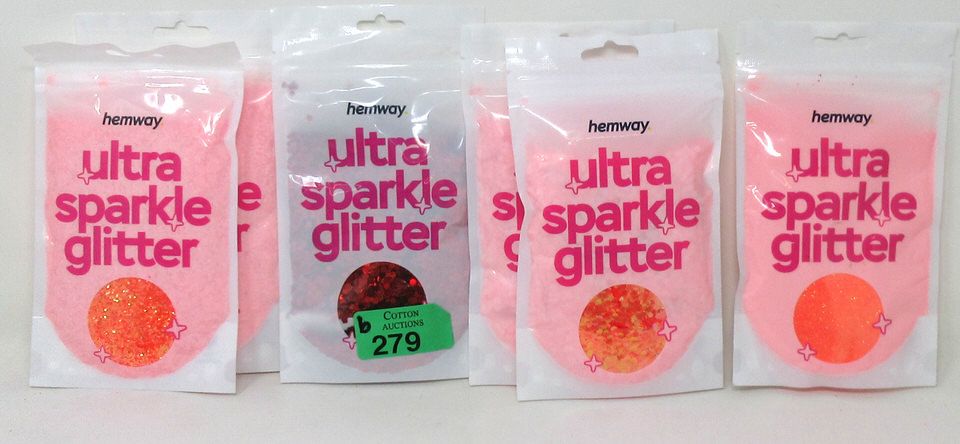 hemway.
ultra
sparkle
glitter
e
r
hemway.
ultra
sparkle
glitter
b
COTTON
AUCTIONS
279
s
g
hemway.
ultra
sparkle
glitter
hemway.
ultra
sparkle
glitter